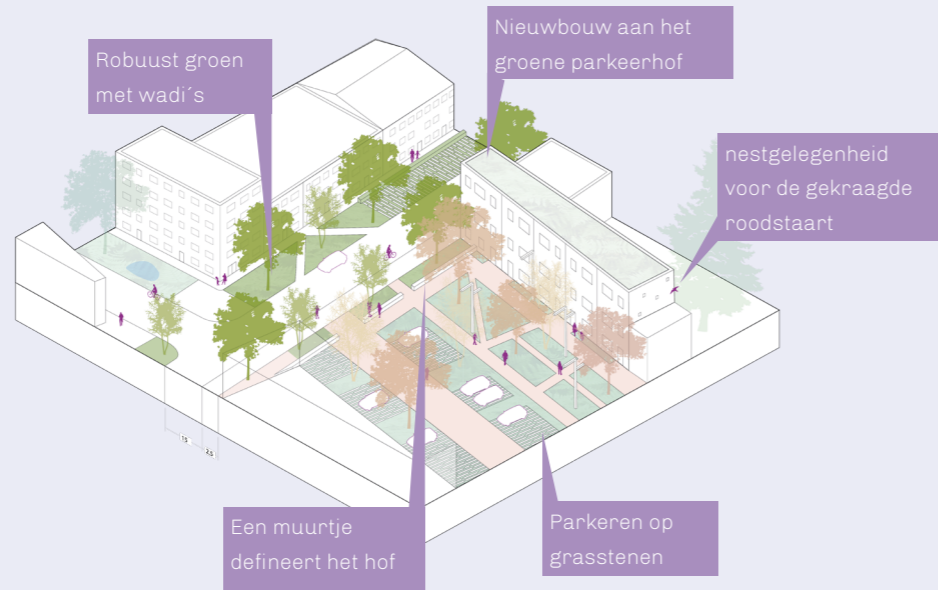 Nieuwbouw aan het
groene parkeerhof
Robuust groen
met wadi´s
nestgelegenheid
voor de gekraagde
roodstaart
Een muurtje
defineert het hof
Parkeren op
grasstenen